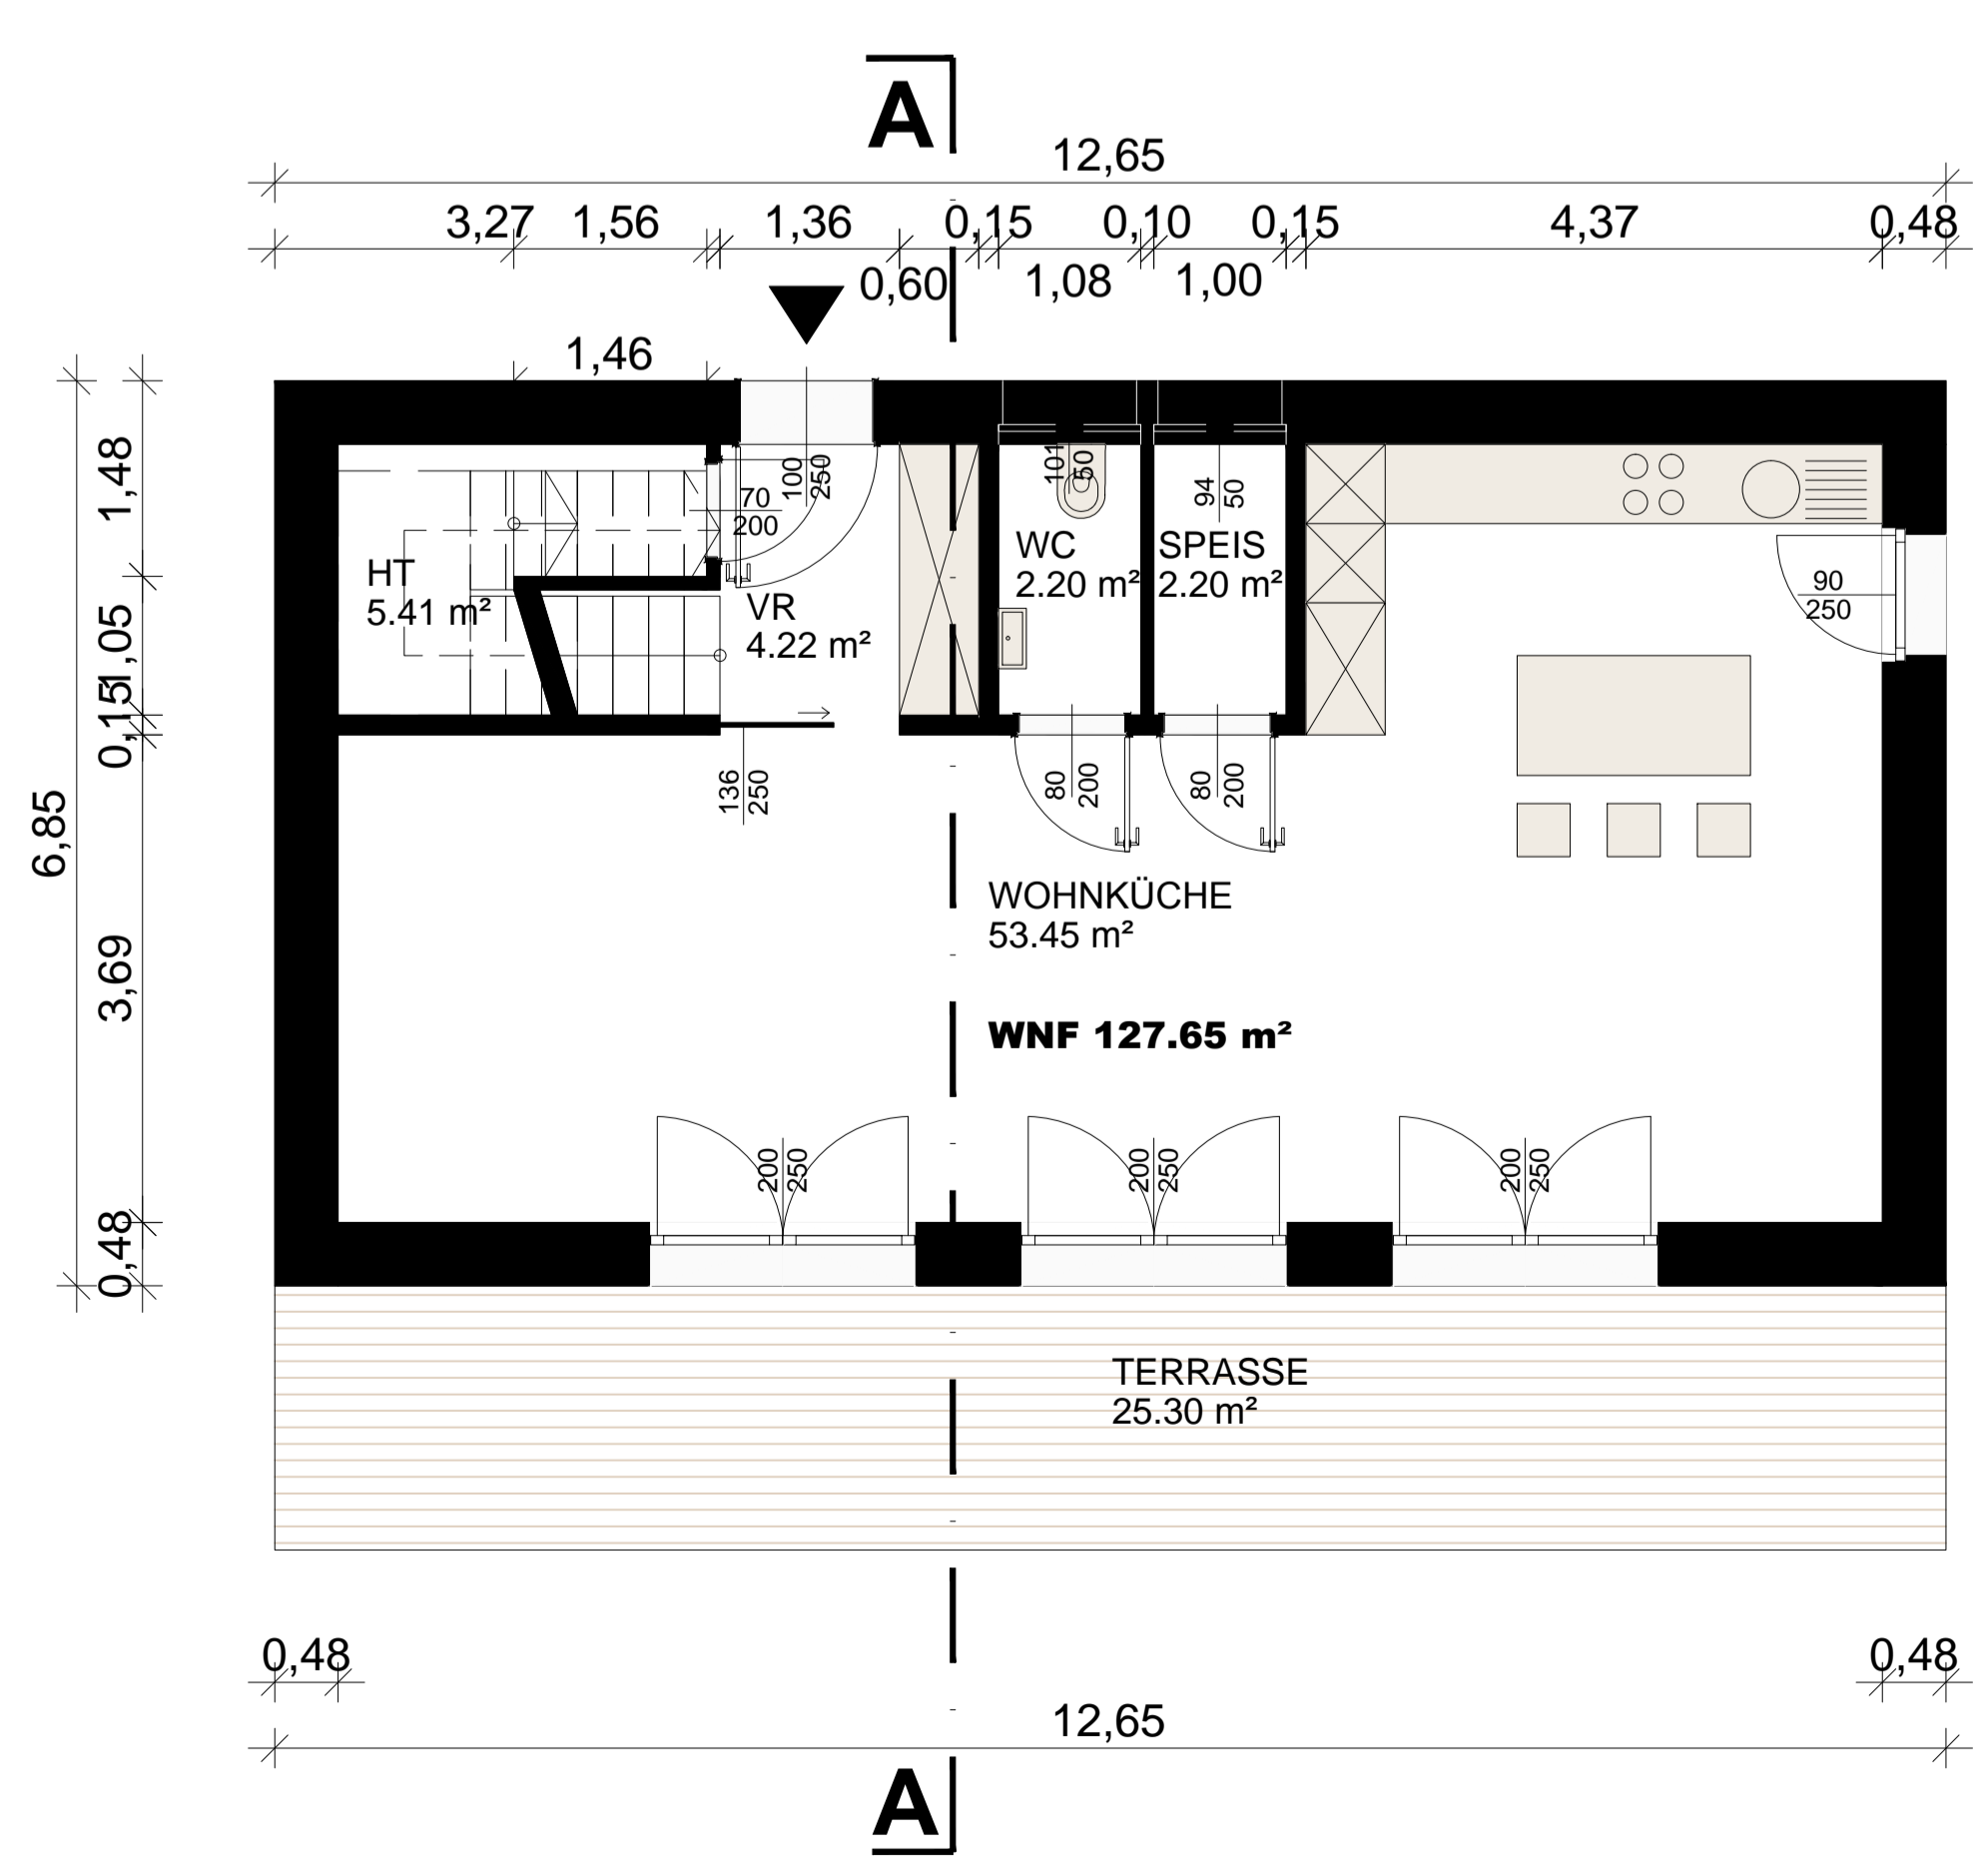 A
12,65
3,27 1,56 1,36 0,15 0,10 0,15 4,37 0,48
0,60 1,08 1,00
1,46
6,85
1,48
1,05
0,15
3,69
0,48
100
250
70
200
101
50
94
50
HT
5.41 m²
VR
4.22 m²
WC
2.20 m²
SPEIS
2.20 m²
90
250
136
250
80
200
80
200
WOHNKÜCHE
53.45 m²
WNF 127.65 m²
200
250
200
250
200
250
TERRASSE
25.30 m²
0,48 0,48
12,65
A